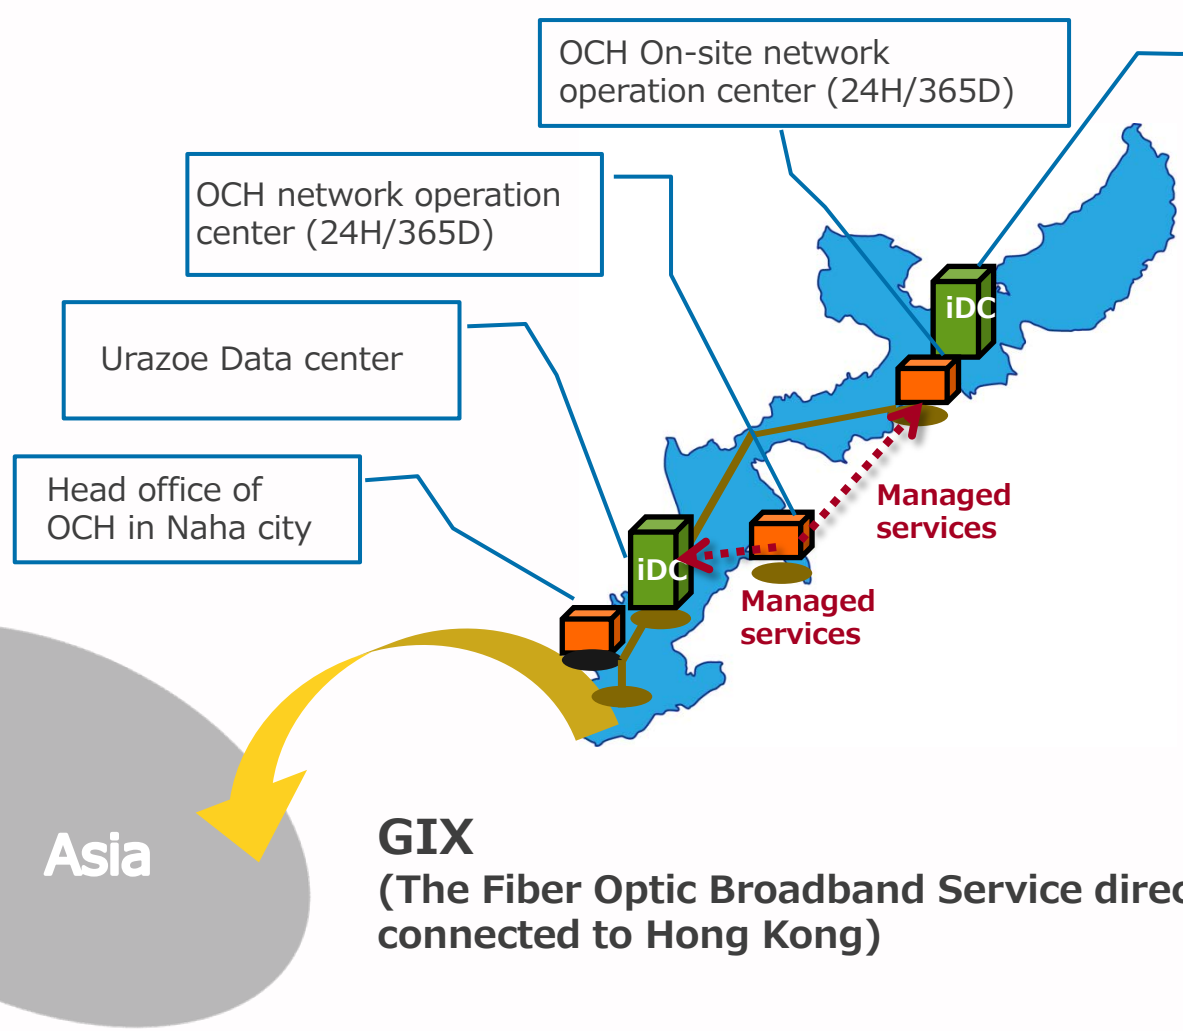 OCH On-site network
operation center (24H/365D)
OCH network operation
center (24H/365D)
Urazoe Data center
Head office of
OCH in Naha city
iDC
iDC
Managed
services
Managed
services
Asia
GIX
(The Fiber Optic Broadband Service direc
connected to Hong Kong)